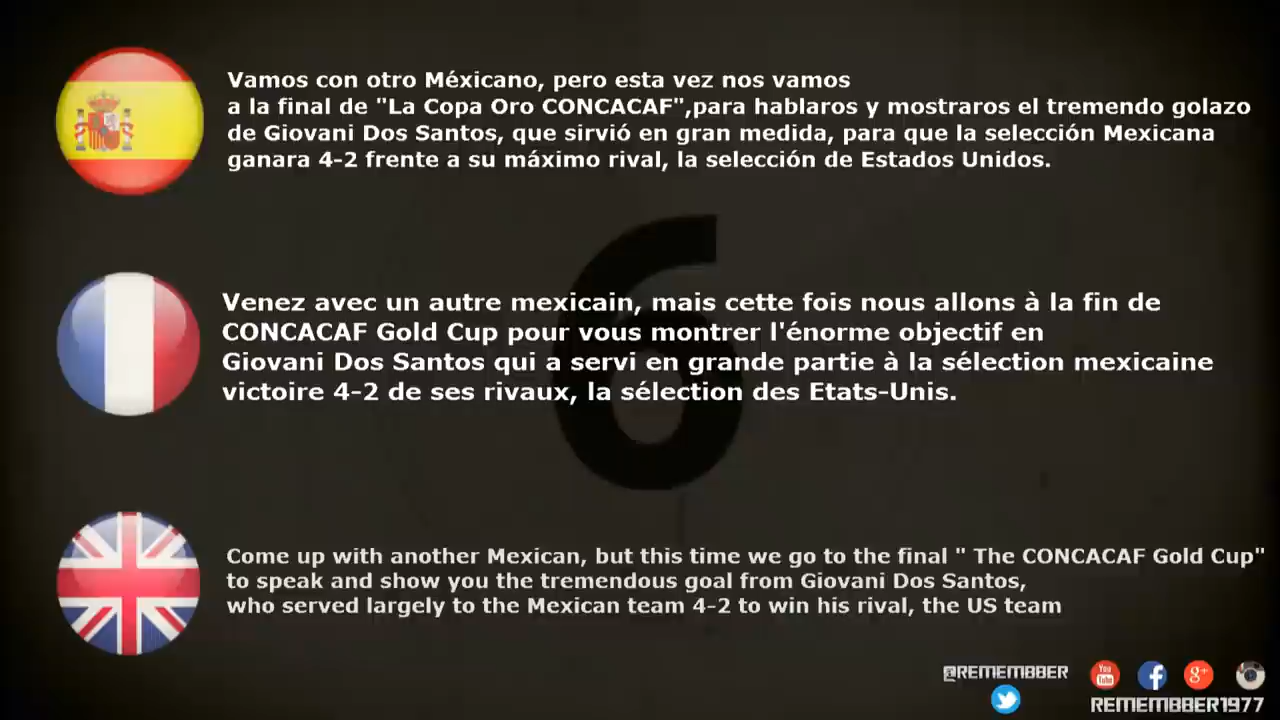 Vamos con otro Méxicano, pero esta vez nos vamos
a la final de "La Copa Oro CONCACAF",para hablaros y mostraros el tremendo golazo
de Giovani Dos Santos, que sirvió en gran medida, para que la selección Mexicana
ganara 4-2 frente a su máximo rival, la selección de Estados Unidos.
6
Venez avec un autre mexicain, mais cette fois nous allons à la fin de
CONCACAF Gold Cup pour vous montrer l'énorme objectif en
Giovani Dos Santos qui a servi en grande partie à la sélection mexicaine
victoire 4-2 de ses rivaux, la sélection des Etats-Unis.
Come up with another Mexican, but this time we go to the final " The CONCACAF Gold Cup"
to speak and show you the tremendous goal from Giovani Dos Santos,
who served largely to the Mexican team 4-2 to win his rival, the US team
@REMEMBBER
You Tube
f
g+
REMEMBBER1977